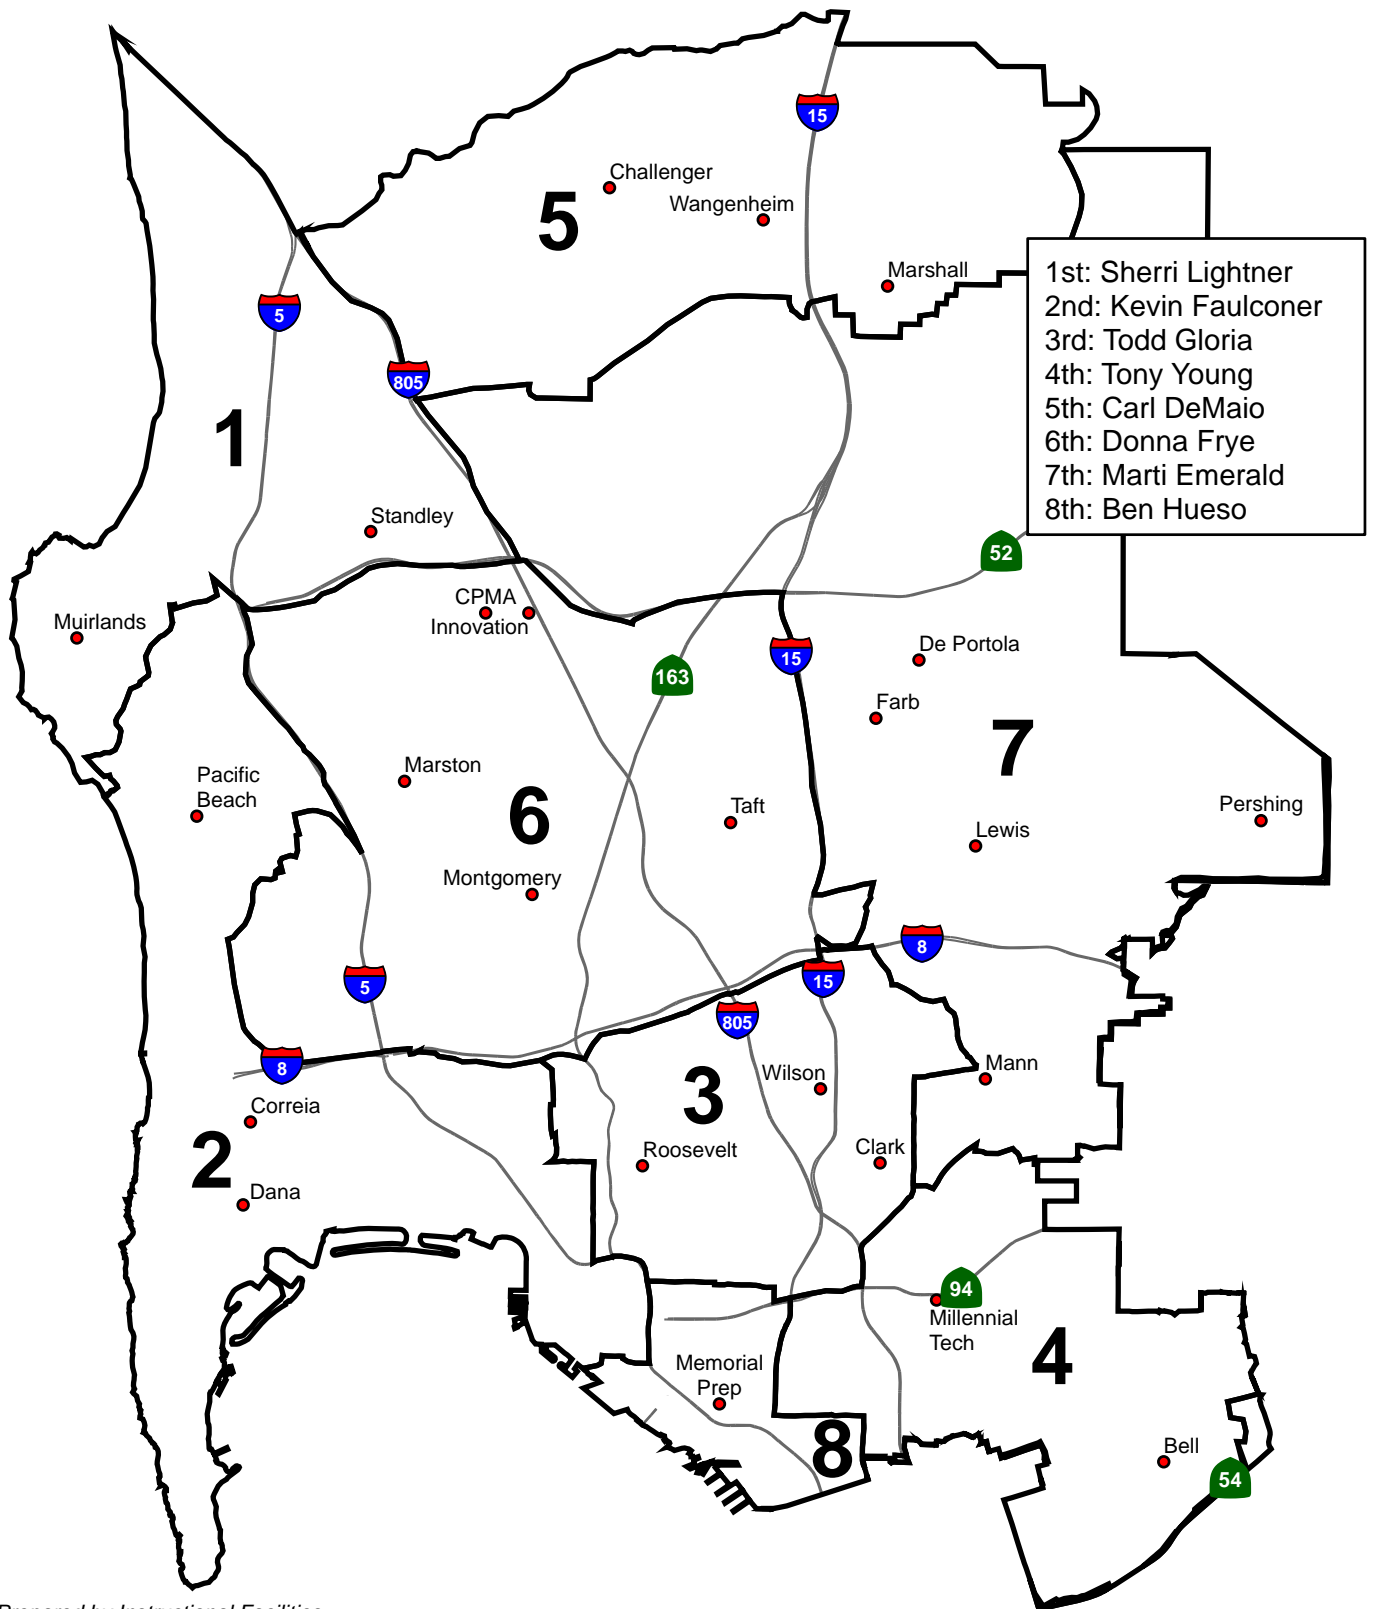 15
Challenger
5
Wangenheim
Marshall
1st: Sherri Lightner
2nd: Kevin Faulconer
3rd: Todd Gloria
4th: Tony Young
5th: Carl DeMaio
6th: Donna Frye
7th: Marti Emerald
8th: Ben Hueso
5
805
1
Standley
52
CPMA
Innovation
Muirlands
De Portola
15
163
Farb
7
Marston
Pacific
Beach
6
Taft
Pershing
Lewis
Montgomery
8
5
15
805
8
Mann
Wilson
3
Correia
2
Roosevelt
Clark
Dana
94
Millennial
Tech
4
Memorial
Prep
8
Bell
54